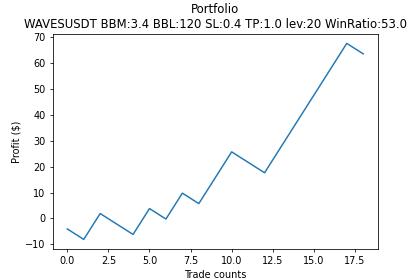 Portfolio
WAVESUSDT BBM:3.4 BBL:120 SL:0.4 TP:1.0 lev:20 WinRatio:53.0
70
60
50
40
30
20
10
0
−10
Profit ($)
0.0 2.5 5.0 7.5 10.0 12.5 15.0 17.5
Trade counts